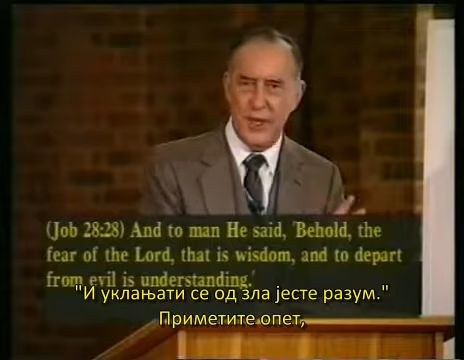 (Job 28:28) And to man He said, 'Behold, the
fear of the Lord, that is wisdom, and to depart
from evil is understanding.'
"И уклањати се од зла јесте разум."
Приметите опет,